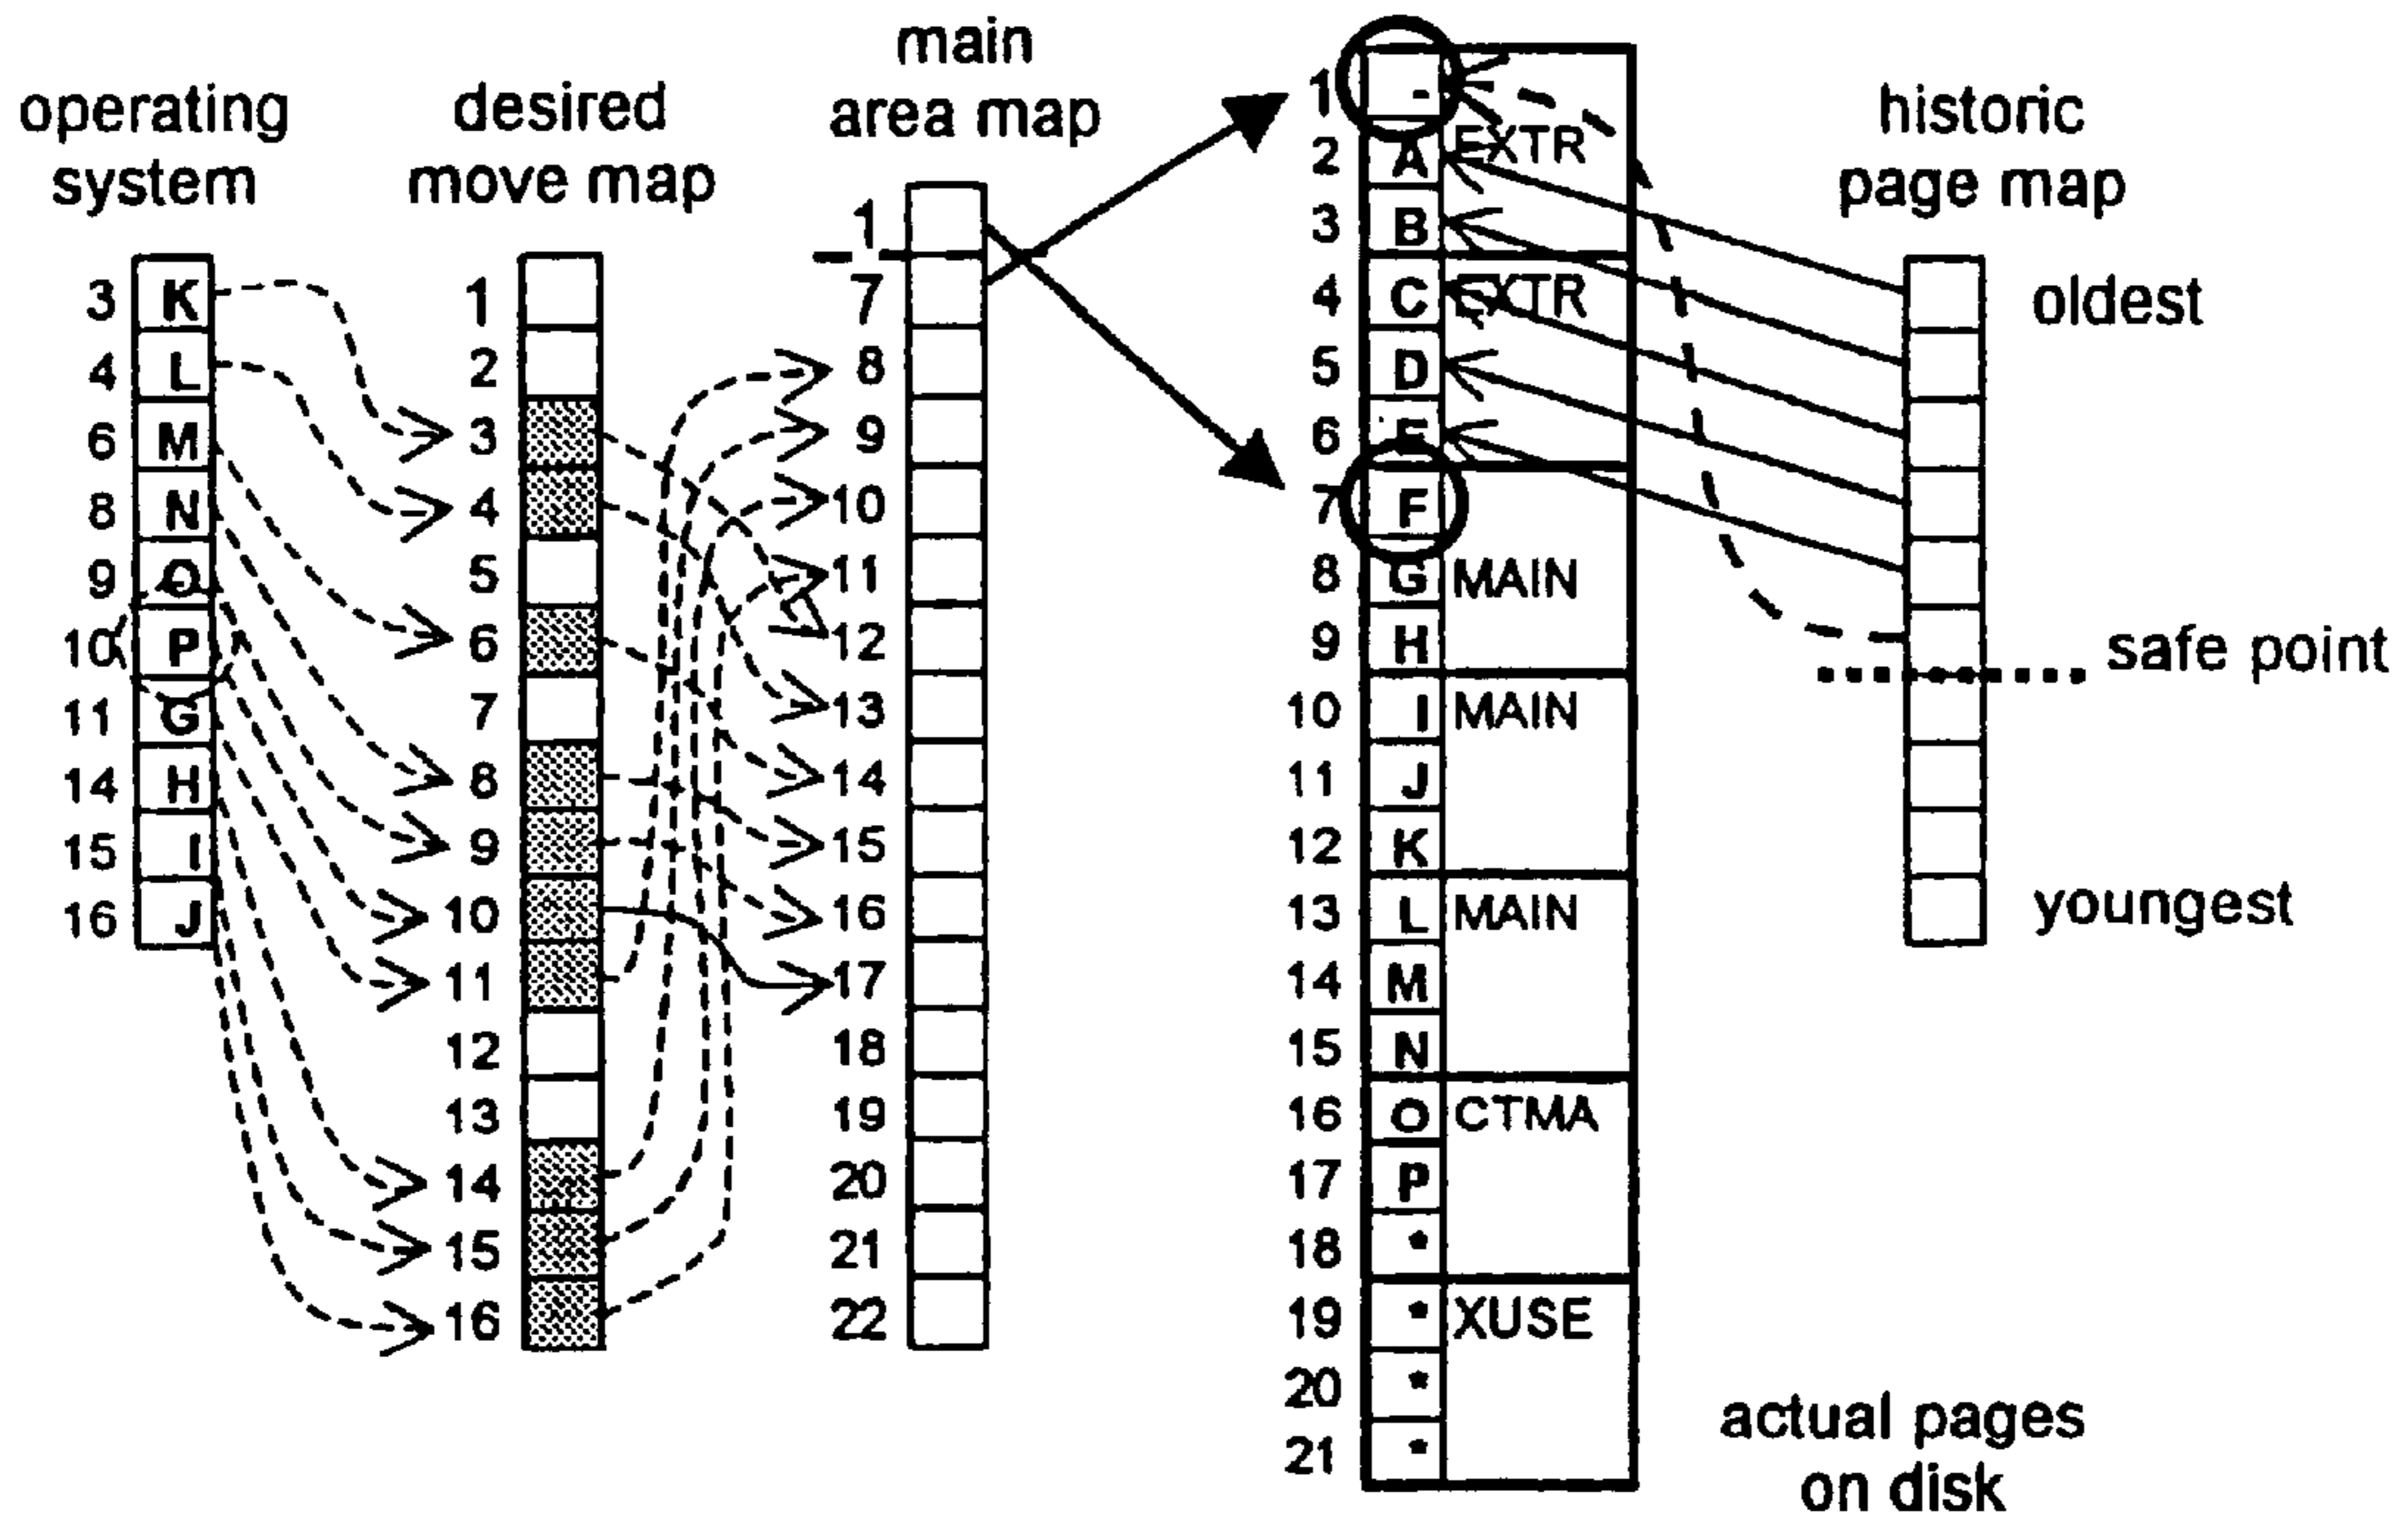 operating
system
3 K
4 L
6 M
8 N
9 O
10 P
11 G
14 H
15 I
16 J
desired
move map
1
2
3
4
5
6
7
8
9
10
11
12
13
14
15
16
main
area map
1
7
8
9
10
11
12
13
14
15
16
17
18
19
20
21
22
1 -
2 A EXTR
3 B
4 C EXTR
5 D
6 E
7 F
8 G MAIN
9 H
10 I MAIN
11 J
12 K
13 L MAIN
14 M
15 N
16 O CTMA
17 P
18 *
19 * XUSE
20 *
21 *
actual pages
on disk
historic
page map
oldest
safe point
youngest